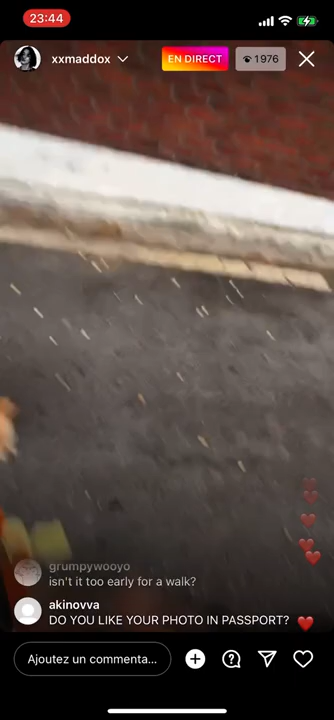 23:44
xxmaddox
EN DIRECT
1976
grumpywooyo
isn't it too early for a walk?
akinovva
DO YOU LIKE YOUR PHOTO IN PASSPORT?
Ajoutez un commenta...